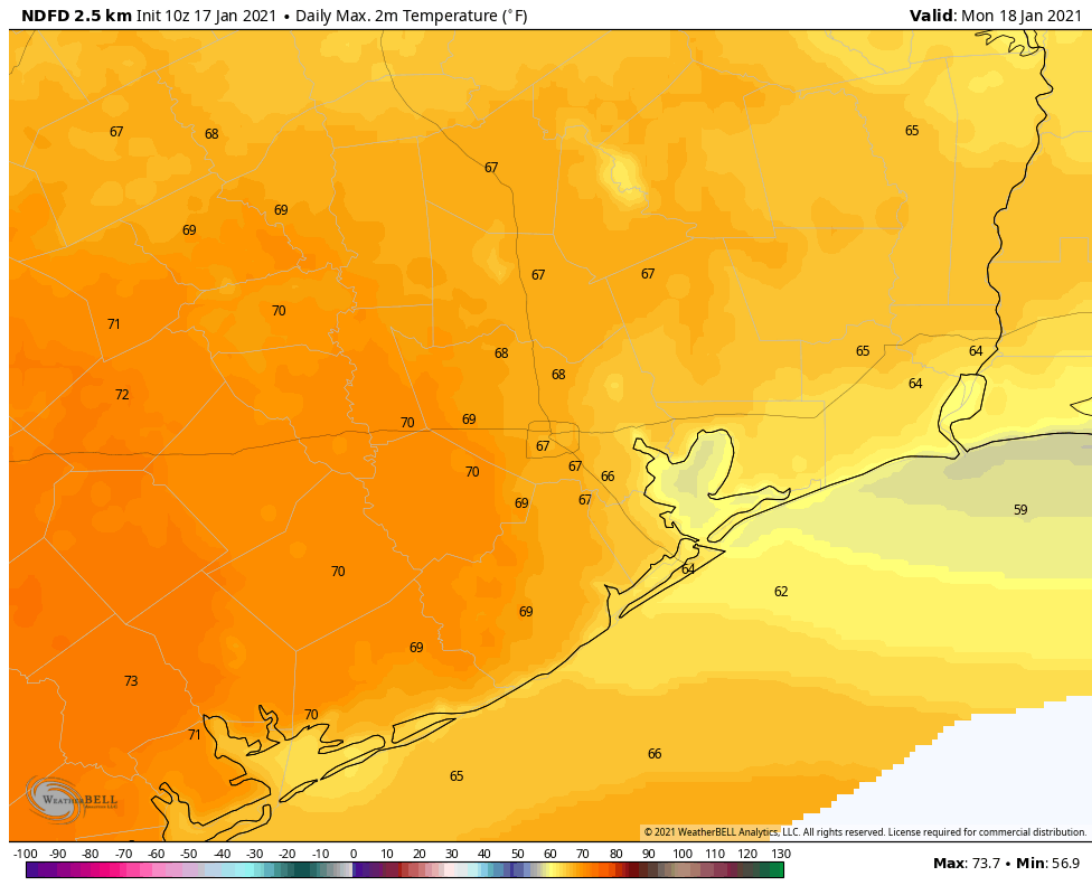 NDFD 2.5 km Init 10z 17 Jan 2021 • Daily Max. 2m Temperature (°F) Valid: Mon 18 Jan 2021
67 68 65
67
69
69
67 67
70
71
68 65 64
68 64
72
70 69
67
70 67 66
69 67
59
70 64
62
69
69
73
70
71
66
65
WeatherBELL
© 2021 WeatherBELL Analytics, LLC. All rights reserved. License required for commercial distribution.
-100 -90 -80 -70 -60 -50 -40 -30 -20 -10 0 10 20 30 40 50 60 70 80 90 100 110 120 130
Max: 73.7 • Min: 56.9